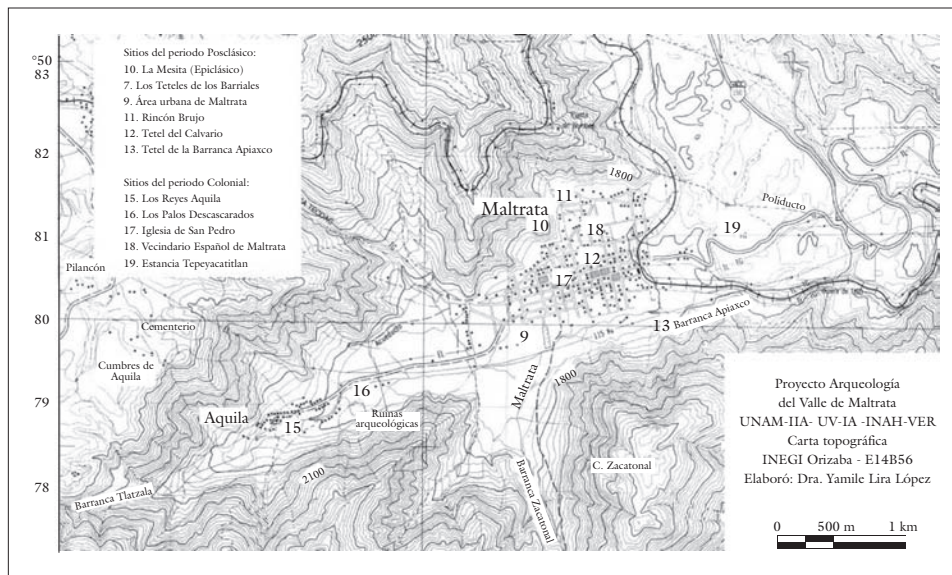 °50
83
82
81
80
79
78
Sitios del periodo Posclásico:
10. La Mesita (Epiclásico)
7. Los Teteles de los Barriales
9. Área urbana de Maltrata
11. Rincón Brujo
12. Tetel del Calvario
13. Tetel de la Barranca Apiaxco
Sitios del periodo Colonial:
15. Los Reyes Aquila
16. Los Palos Descascarados
17. Iglesia de San Pedro
18. Vecindario Español de Maltrata
19. Estancia Tepeyacatitlan
1800
11
Maltrata
10
18
Poliducto
19
12
17
Pilancón
Cementerio
Barranca Apiaxco
13
9
Cumbres de
Aquila
Maltrata
1800
16
Aquila
15
Ruinas
arqueológicas
2100
C. Zacatonal
Barranca Tlatzala
Barranca Zacatonal
Proyecto Arqueología
del Valle de Maltrata
UNAM-IIA- UV-IA -INAH-VER
Carta topográfica
INEGI Orizaba - E14B56
Elaboró: Dra. Yamile Lira López
0 500 m 1 km